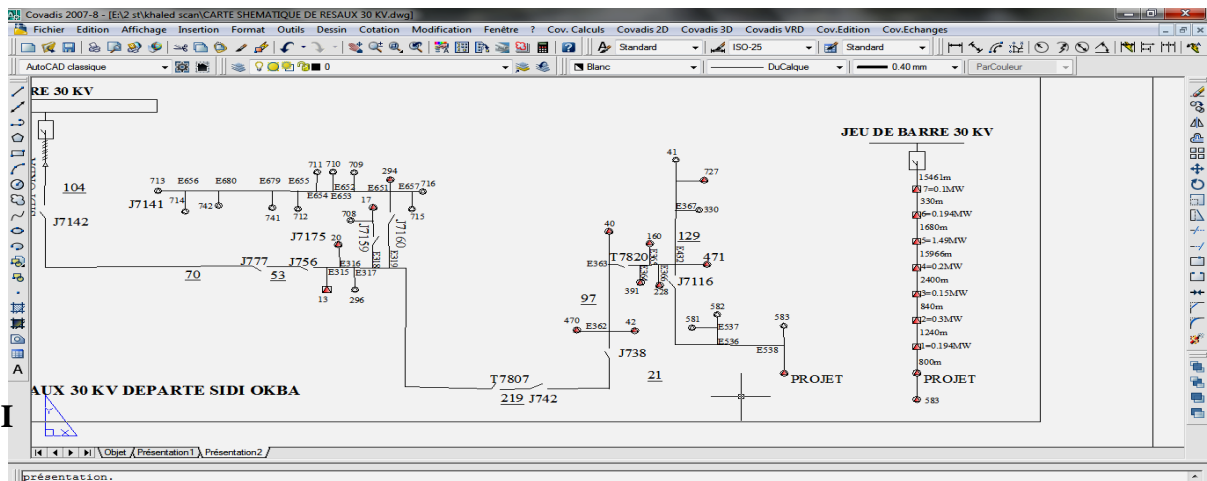 Covadis 2007-8 - [E:\2 st\khaled scan\CARTE SHEMATIQUE DE RESAUX 30 KV.dwg]
Fichier Edition Affichage Insertion Format Outils Dessin Cotation Modification Fenêtre ? Cov. Calculs Covadis 2D Covadis 3D Covadis VRD Cov.Edition Cov.Echanges
Standard ISO-25 Standard
AutoCAD classique 0 Blanc DuCalque 0.40 mm ParCouleur
RE 30 KV
JEU DE BARRE 30 KV
104
J7142
713 E656 E680 E679 E655 711 710 709 294
E654 E653 E652 E651 E657 716
J7141 714 742 741 712 708 17 715
J7175 20 J7159 J7160
70 J777 53 J756 E315 E316 E317 E318 E319
13 296
41
727
E367 330
129
40 160 E432
E363 T7820 E364 E366 471
391 228 J7116
97
470 E362 42
J738
21
581 582 583
E537
E536 E538
PROJET
T7807
219 J742
15461m
7=0.1MW
330m
6=0.194MW
1680m
5=1.49MW
15966m
4=0.2MW
2400m
3=0.15MW
840m
2=0.3MW
1240m
1=0.194MW
800m
PROJET
583
AUX 30 KV DEPARTE SIDI OKBA
I
Y
X
Objet Présentation1 Présentation2
présentation.
A